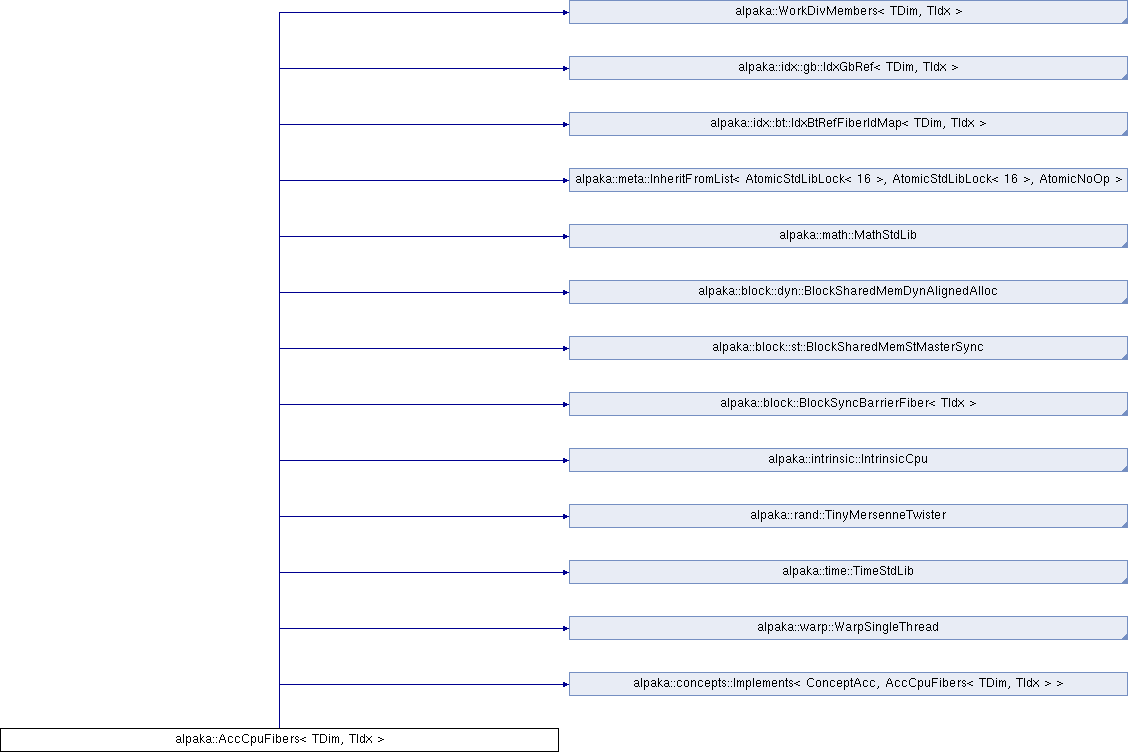 alpaka::WorkDivMembers< TDim, TIdx >
alpaka::idx::gb::IdxGbRef< TDim, TIdx >
alpaka::idx::bt::IdxBtRefFiberIdMap< TDim, TIdx >
alpaka::meta::InheritFromList< AtomicStdLibLock< 16 >, AtomicStdLibLock< 16 >, AtomicNoOp >
alpaka::math::MathStdLib
alpaka::block::dyn::BlockSharedMemDynAlignedAlloc
alpaka::block::st::BlockSharedMemStMasterSync
alpaka::block::BlockSyncBarrierFiber< TIdx >
alpaka::intrinsic::IntrinsicCpu
alpaka::rand::TinyMersenneTwister
alpaka::time::TimeStdLib
alpaka::warp::WarpSingleThread
alpaka::concepts::Implements< ConceptAcc, AccCpuFibers< TDim, TIdx > >
alpaka::AccCpuFibers< TDim, TIdx >